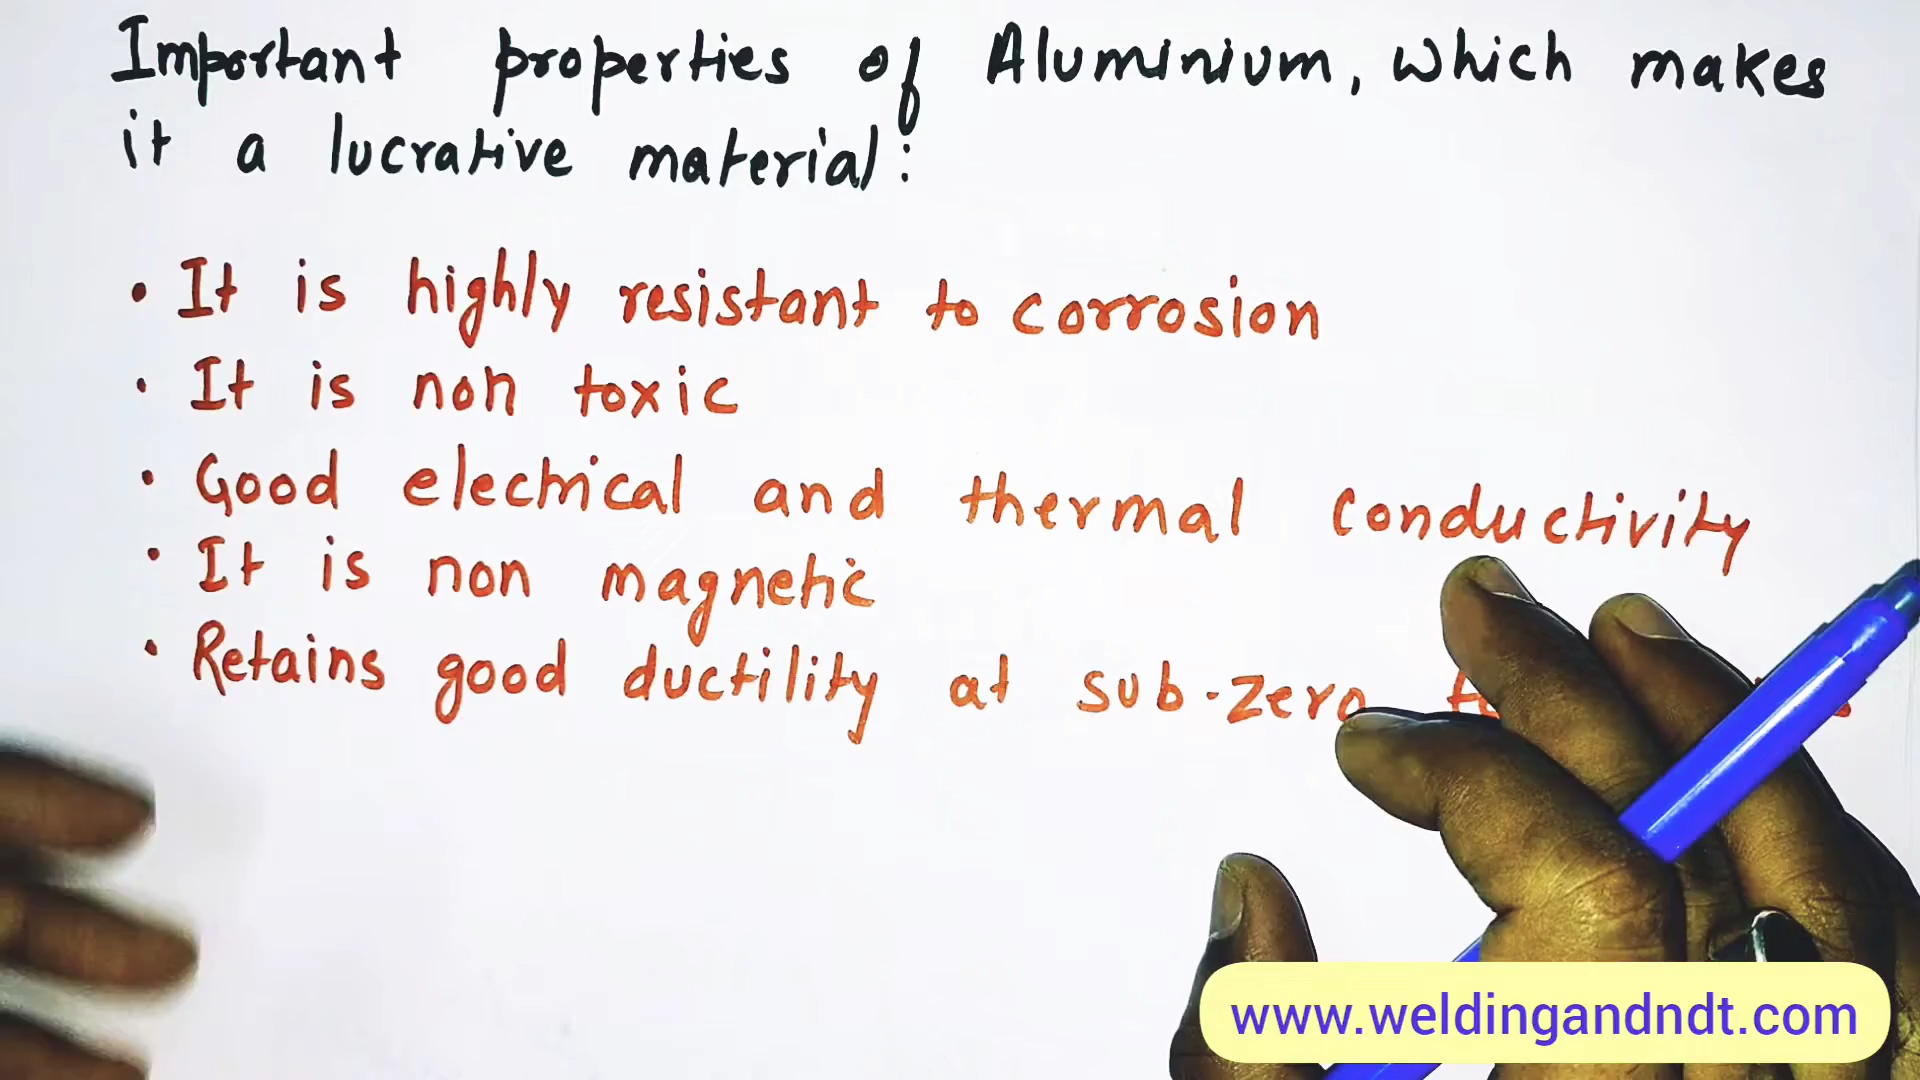 Important properties of Aluminium, which makes
it a lucrative material:
• It is highly resistant to corrosion
• It is non toxic
• Good electrical and thermal conductivity
• It is non magnetic
• Retains good ductility at sub-zero
www.weldingandndt.com